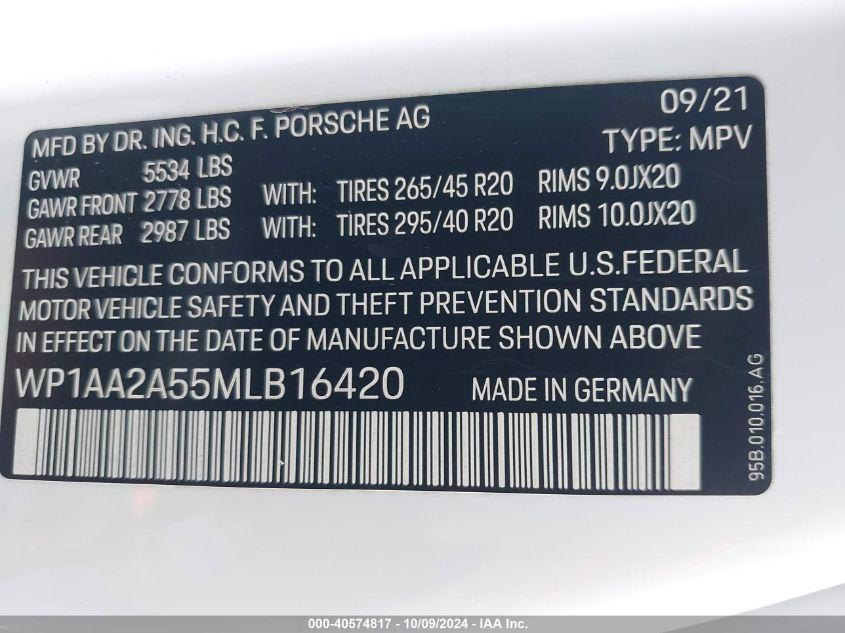 09/21
MFD BY DR. ING. H.C. F. PORSCHE AG
TYPE: MPV
GVWR 5534 LBS
GAWR FRONT 2778 LBS WITH: TIRES 265/45 R20 RIMS 9.0JX20
GAWR REAR 2987 LBS WITH: TIRES 295/40 R20 RIMS 10.0JX20
THIS VEHICLE CONFORMS TO ALL APPLICABLE U.S.FEDERAL
MOTOR VEHICLE SAFETY AND THEFT PREVENTION STANDARDS
IN EFFECT ON THE DATE OF MANUFACTURE SHOWN ABOVE
WP1AA2A55MLB16420 MADE IN GERMANY
95B.010.016.AG
000-40574817 - 10/09/2024 - IAA Inc.